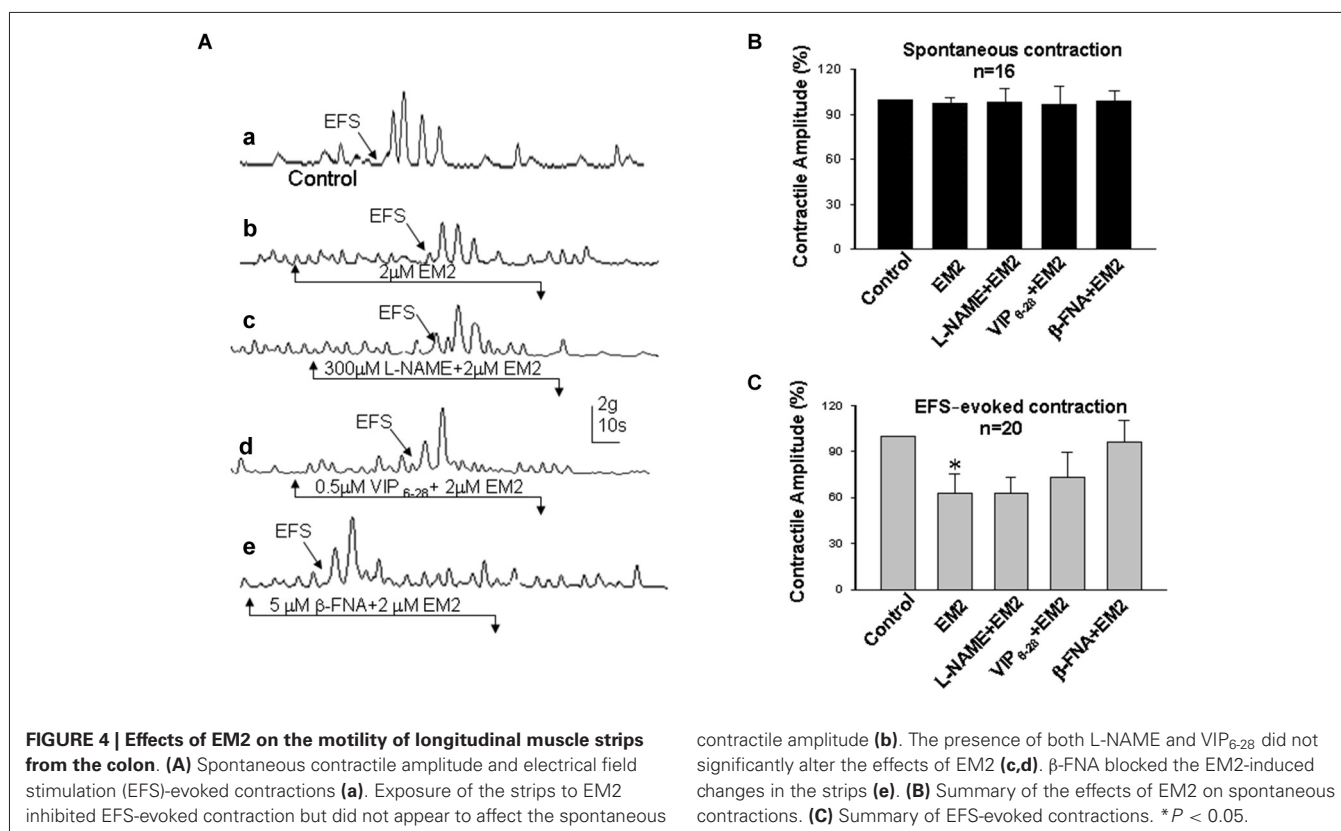 A
a
EFS
Control
b
EFS
2μM EM2
c
EFS
300μM L-NAME+2μM EM2
2g
10s
d
EFS
0.5μM VIP6-28+ 2μM EM2
e
EFS
5 μM β-FNA+2 μM EM2
B
Spontaneous contraction
n=16
Contractile Amplitude (%)
120
90
60
30
0
Control
EM2
L-NAME+EM2
VIP6-28+EM2
β-FNA+EM2
C
EFS-evoked contraction
n=20
Contractile Amplitude (%)
120
90
60
30
0
*
Control
EM2
L-NAME+EM2
VIP6-28+EM2
β-FNA+EM2
FIGURE 4 | Effects of EM2 on the motility of longitudinal muscle strips
from the colon. (A) Spontaneous contractile amplitude and electrical field
stimulation (EFS)-evoked contractions (a). Exposure of the strips to EM2
inhibited EFS-evoked contraction but did not appear to affect the spontaneous
contractile amplitude (b). The presence of both L-NAME and VIP6-28 did not
significantly alter the effects of EM2 (c,d). β-FNA blocked the EM2-induced
changes in the strips (e). (B) Summary of the effects of EM2 on spontaneous
contractions. (C) Summary of EFS-evoked contractions. *P < 0.05.